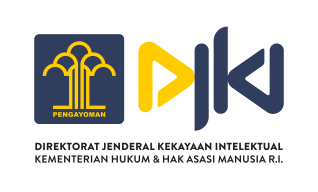 PENGAYOMAN
DJKI
DIREKTORAT JENDERAL KEKAYAAN INTELEKTUAL
KEMENTERIAN HUKUM & HAK ASASI MANUSIA R.I.